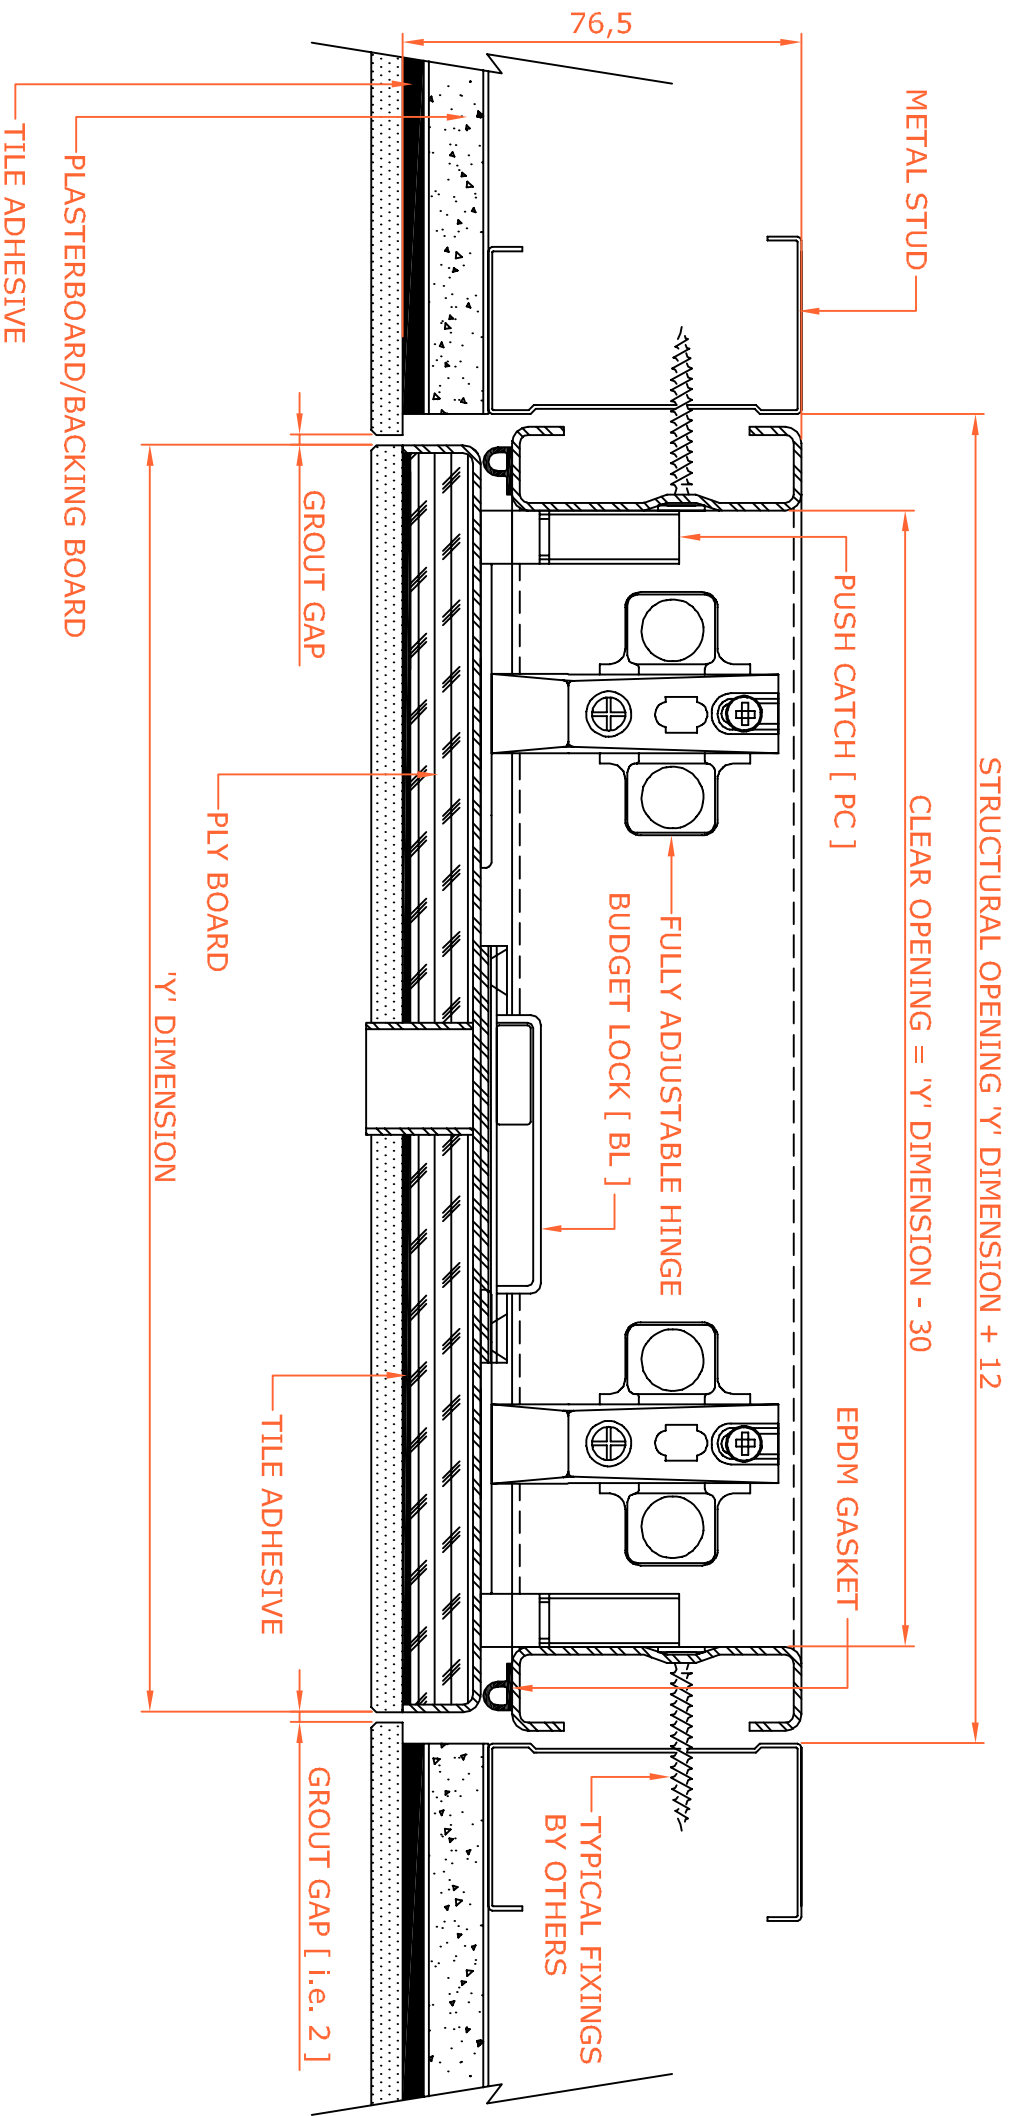 76,5
METAL STUD
TILE ADHESIVE
PLASTERBOARD/BACKING BOARD
GROUT GAP
PUSH CATCH [ PC ]
STRUCTURAL OPENING 'Y' DIMENSION + 12
CLEAR OPENING = 'Y' DIMENSION - 30
PLY BOARD
'Y' DIMENSION
FULLY ADJUSTABLE HINGE
BUDGET LOCK [ BL ]
EPDM GASKET
TILE ADHESIVE
GROUT GAP [ i.e. 2 ]
TYPICAL FIXINGS
BY OTHERS